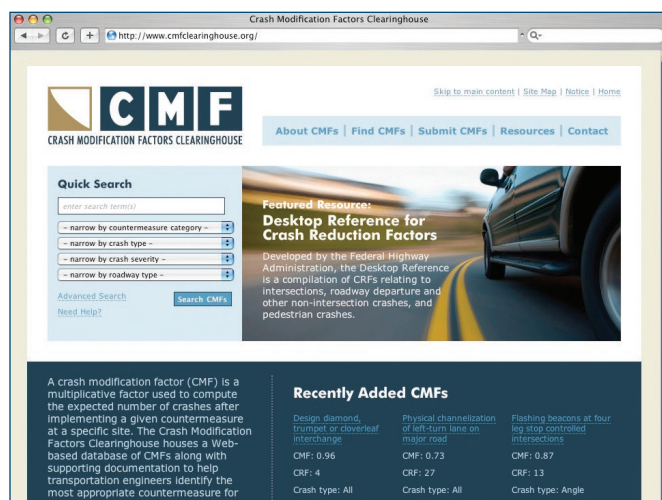 Crash Modification Factors Clearinghouse
http://www.cmfclearinghouse.org/
Skip to main content | Site Map | Notice | Home
CMF
CRASH MODIFICATION FACTORS CLEARINGHOUSE
About CMFs | Find CMFs | Submit CMFs | Resources | Contact
Quick Search
enter search term(s)
- narrow by countermeasure category -
- narrow by crash type -
- narrow by crash severity -
- narrow by roadway type -
Advanced Search
Search CMFs
Need Help?
Featured Resource:
Desktop Reference for
Crash Reduction Factors
Developed by the Federal Highway
Administration, the Desktop Reference
is a compilation of CRFs relating to
intersections, roadway departure and
other non-intersection crashes, and
pedestrian crashes.
A crash modification factor (CMF) is a
multiplicative factor used to compute
the expected number of crashes after
implementing a given countermeasure
at a specific site. The Crash Modification
Factors Clearinghouse houses a Web-
based database of CMFs along with
supporting documentation to help
transportation engineers identify the
most appropriate countermeasure for
Recently Added CMFs
Design diamond,
trumpet or cloverleaf
interchange
CMF: 0.96
CRF: 4
Crash type: All
Physical channelization
of left-turn lane on
major road
CMF: 0.73
CRF: 27
Crash type: All
Flashing beacons at four
leg stop controlled
intersections
CMF: 0.87
CRF: 13
Crash type: Angle